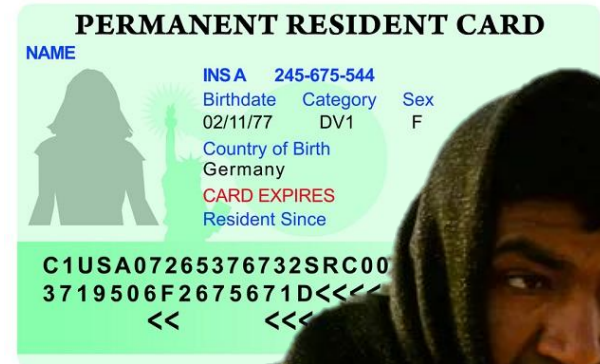 PERMANENT RESIDENT CARD
NAME
INS A 245-675-544
Birthdate Category Sex
02/11/77 DV1 F
Country of Birth
Germany
CARD EXPIRES
Resident Since
C1USA07265376732SRC00
3719506F2675671D<<<<
<< <<<